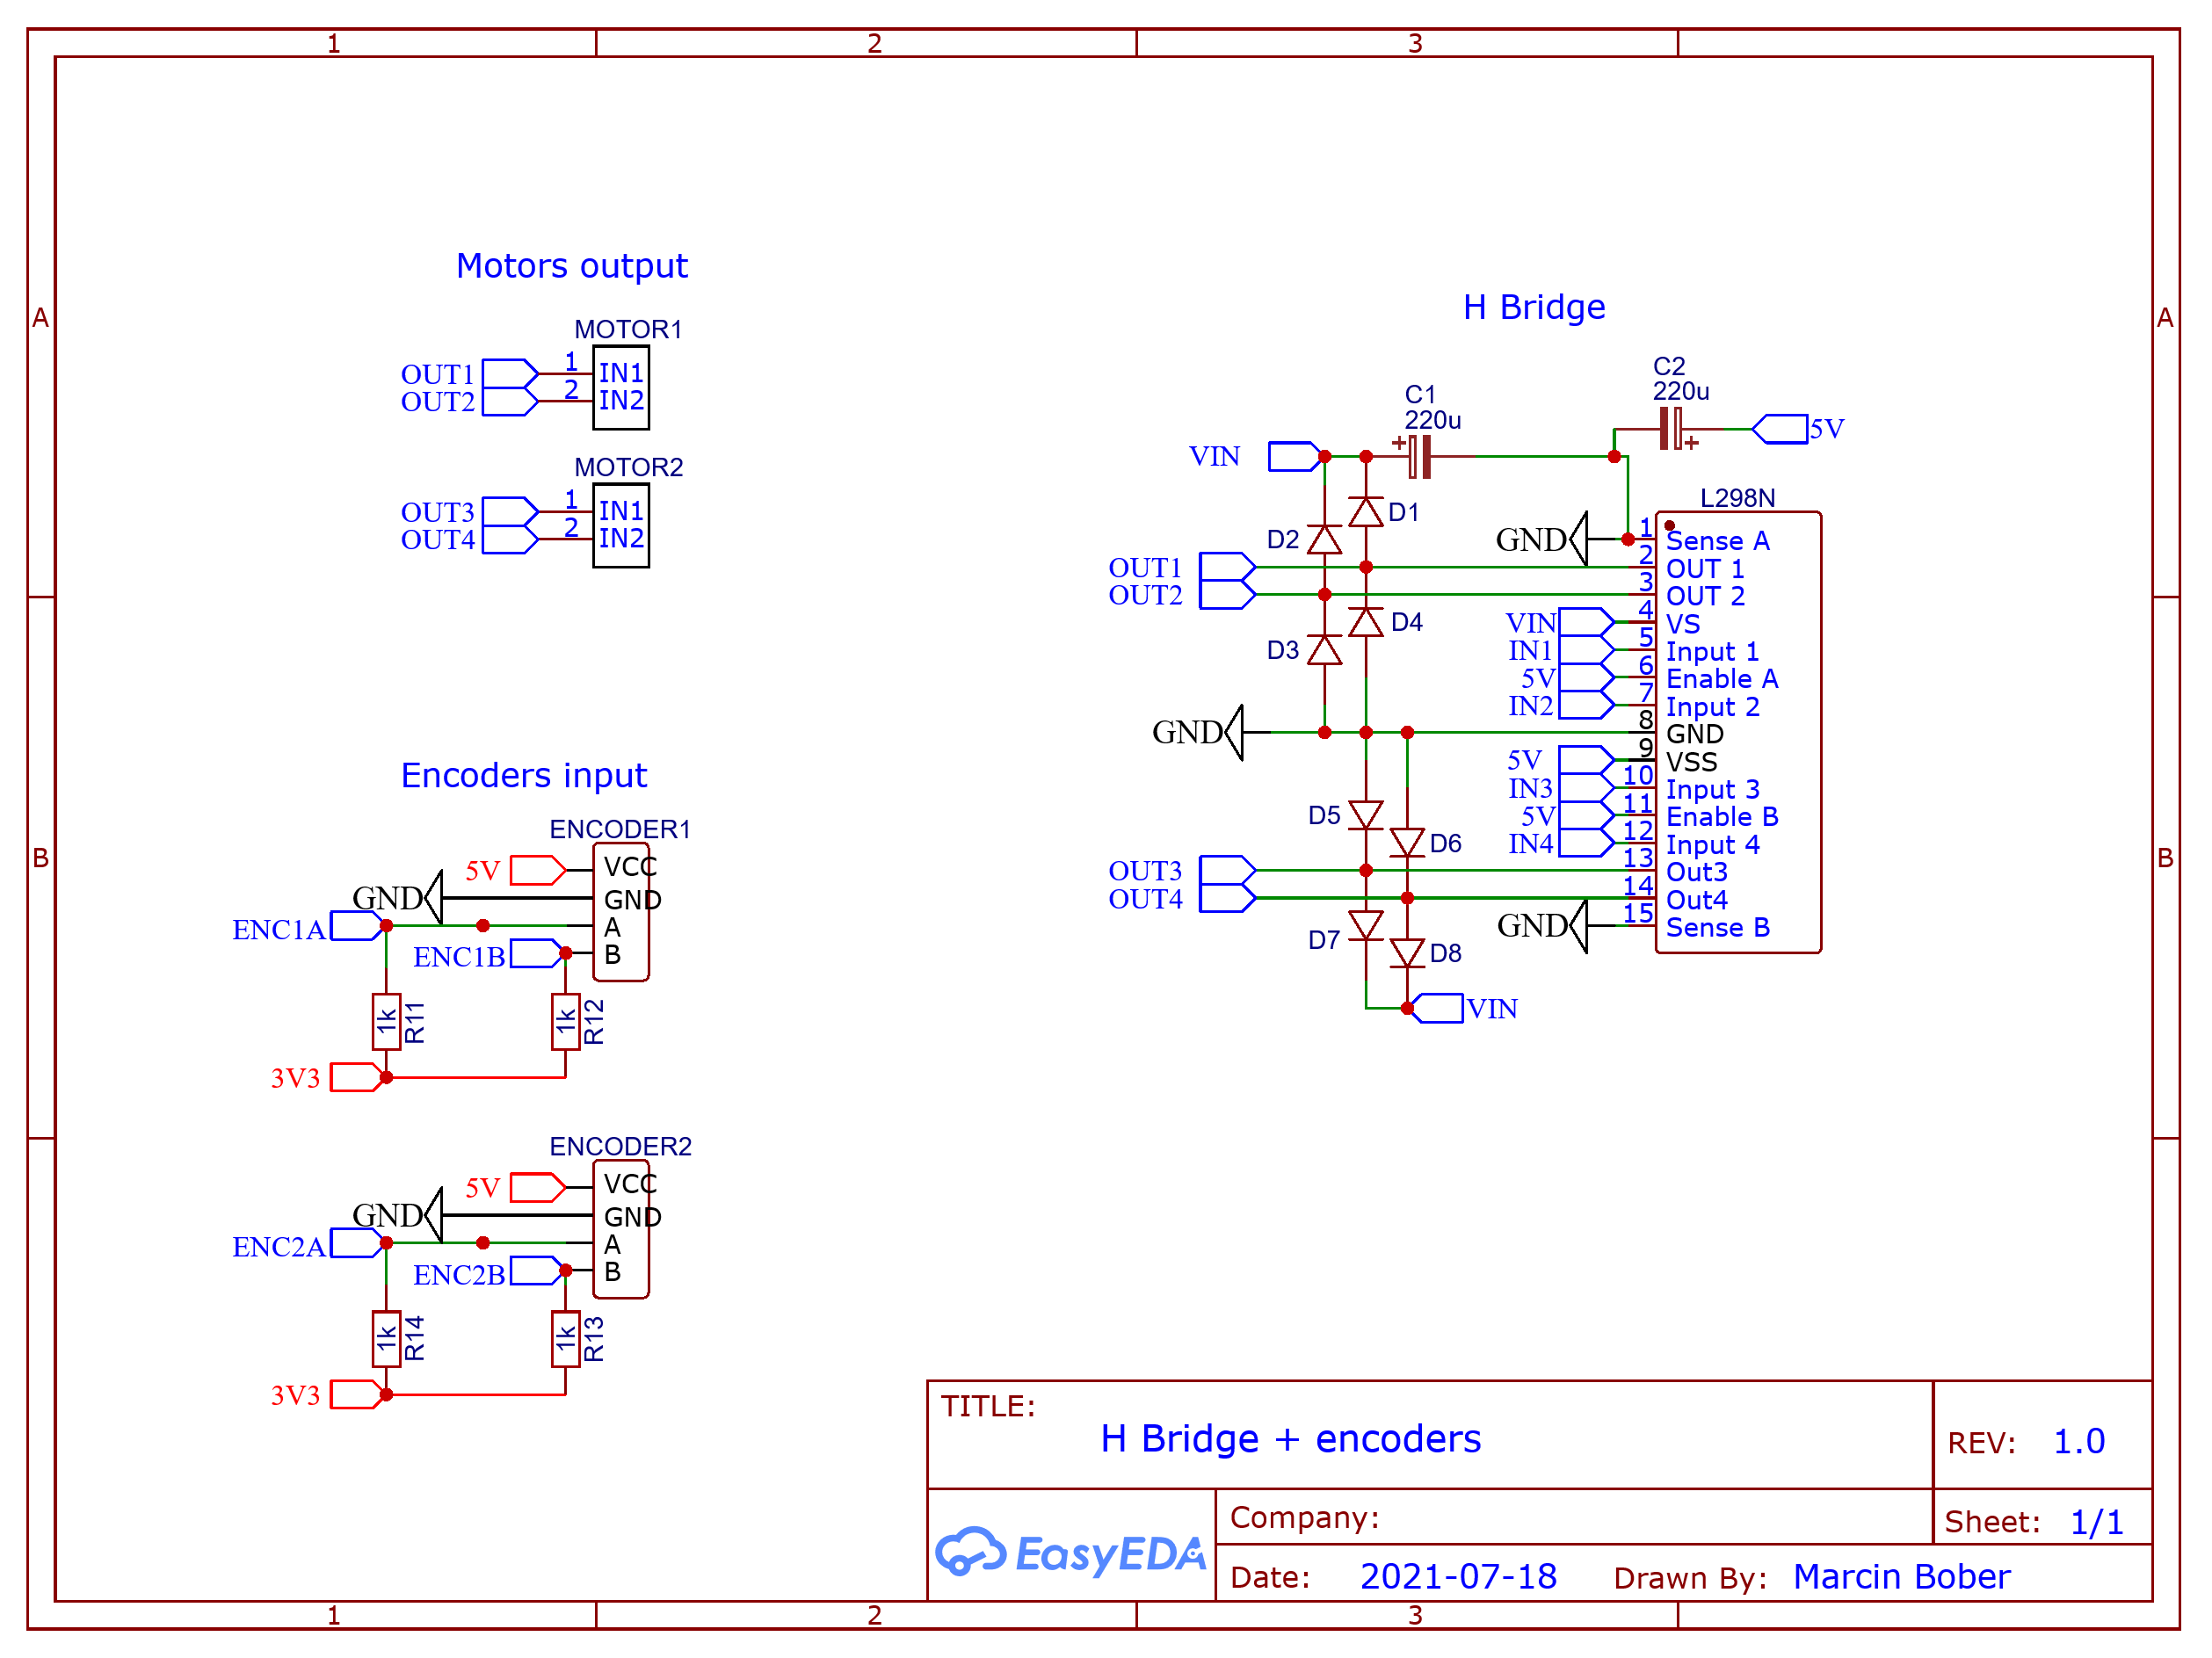 1 2 3
A A
B B
Motors output
MOTOR1
OUT1 1 IN1
OUT2 2 IN2
MOTOR2
OUT3 1 IN1
OUT4 2 IN2
Encoders input
ENCODER1
5V VCC
GND GND
ENC1A A
ENC1B B
1k R11 1k R12
3V3
ENCODER2
5V VCC
GND GND
ENC2A A
ENC2B B
1k R14 1k R13
3V3
H Bridge
C1
220u
C2
220u
VIN + + 5V
D1
D2
OUT1
OUT2
D4
D3
GND
D5
D6
OUT3
OUT4
D7
D8
VIN
L298N
GND 1 Sense A
2 OUT 1
3 OUT 2
VIN 4 VS
IN1 5 Input 1
5V 6 Enable A
IN2 7 Input 2
8 GND
5V 9 VSS
IN3 10 Input 3
5V 11 Enable B
IN4 12 Input 4
13 Out3
14 Out4
GND 15 Sense B
TITLE:
H Bridge + encoders
REV: 1.0
EasyEDA
Company:
Sheet: 1/1
Date: 2021-07-18 Drawn By: Marcin Bober
1 2 3